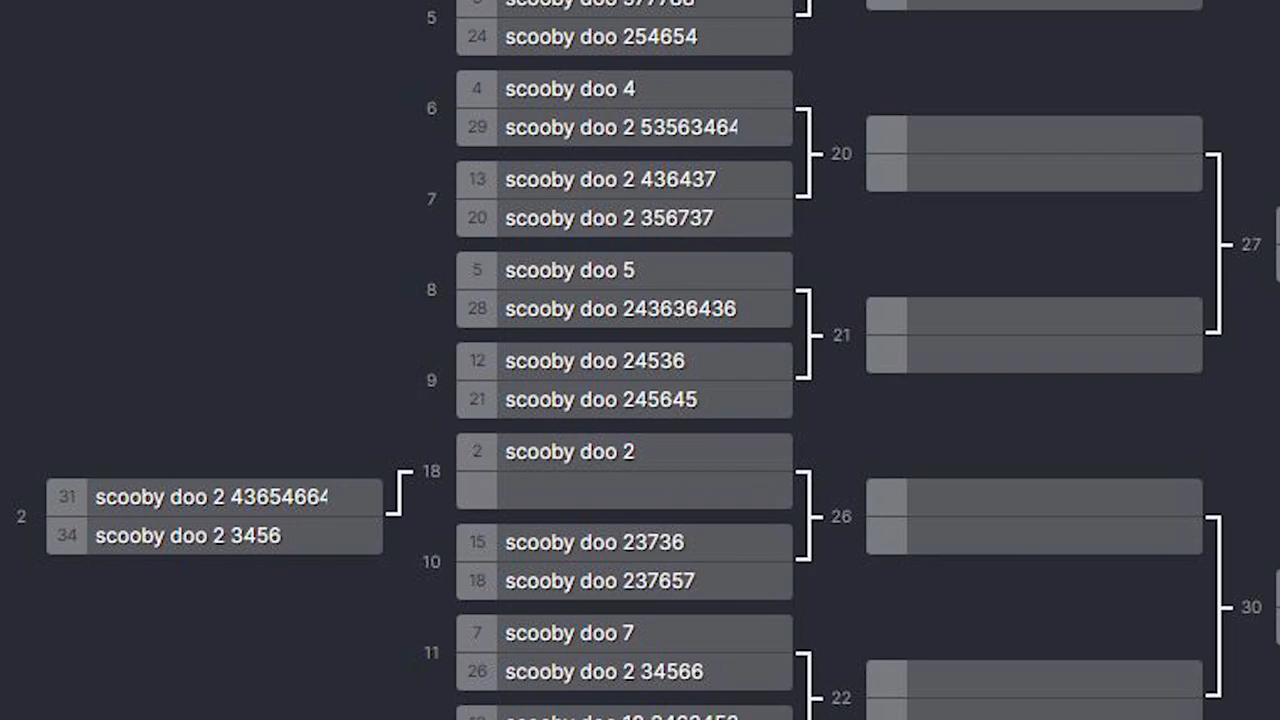 5
24 scooby doo 254654
6
4 scooby doo 4
29 scooby doo 2 5356346
7
13 scooby doo 2 436437
20 scooby doo 2 356737
20
8
5 scooby doo 5
28 scooby doo 243636436
9
12 scooby doo 24536
21 scooby doo 245645
21
27
2
31 scooby doo 2 4365466
34 scooby doo 2 3456
18
2 scooby doo 2
10
15 scooby doo 23736
18 scooby doo 237657
26
11
7 scooby doo 7
26 scooby doo 2 34566
22
30